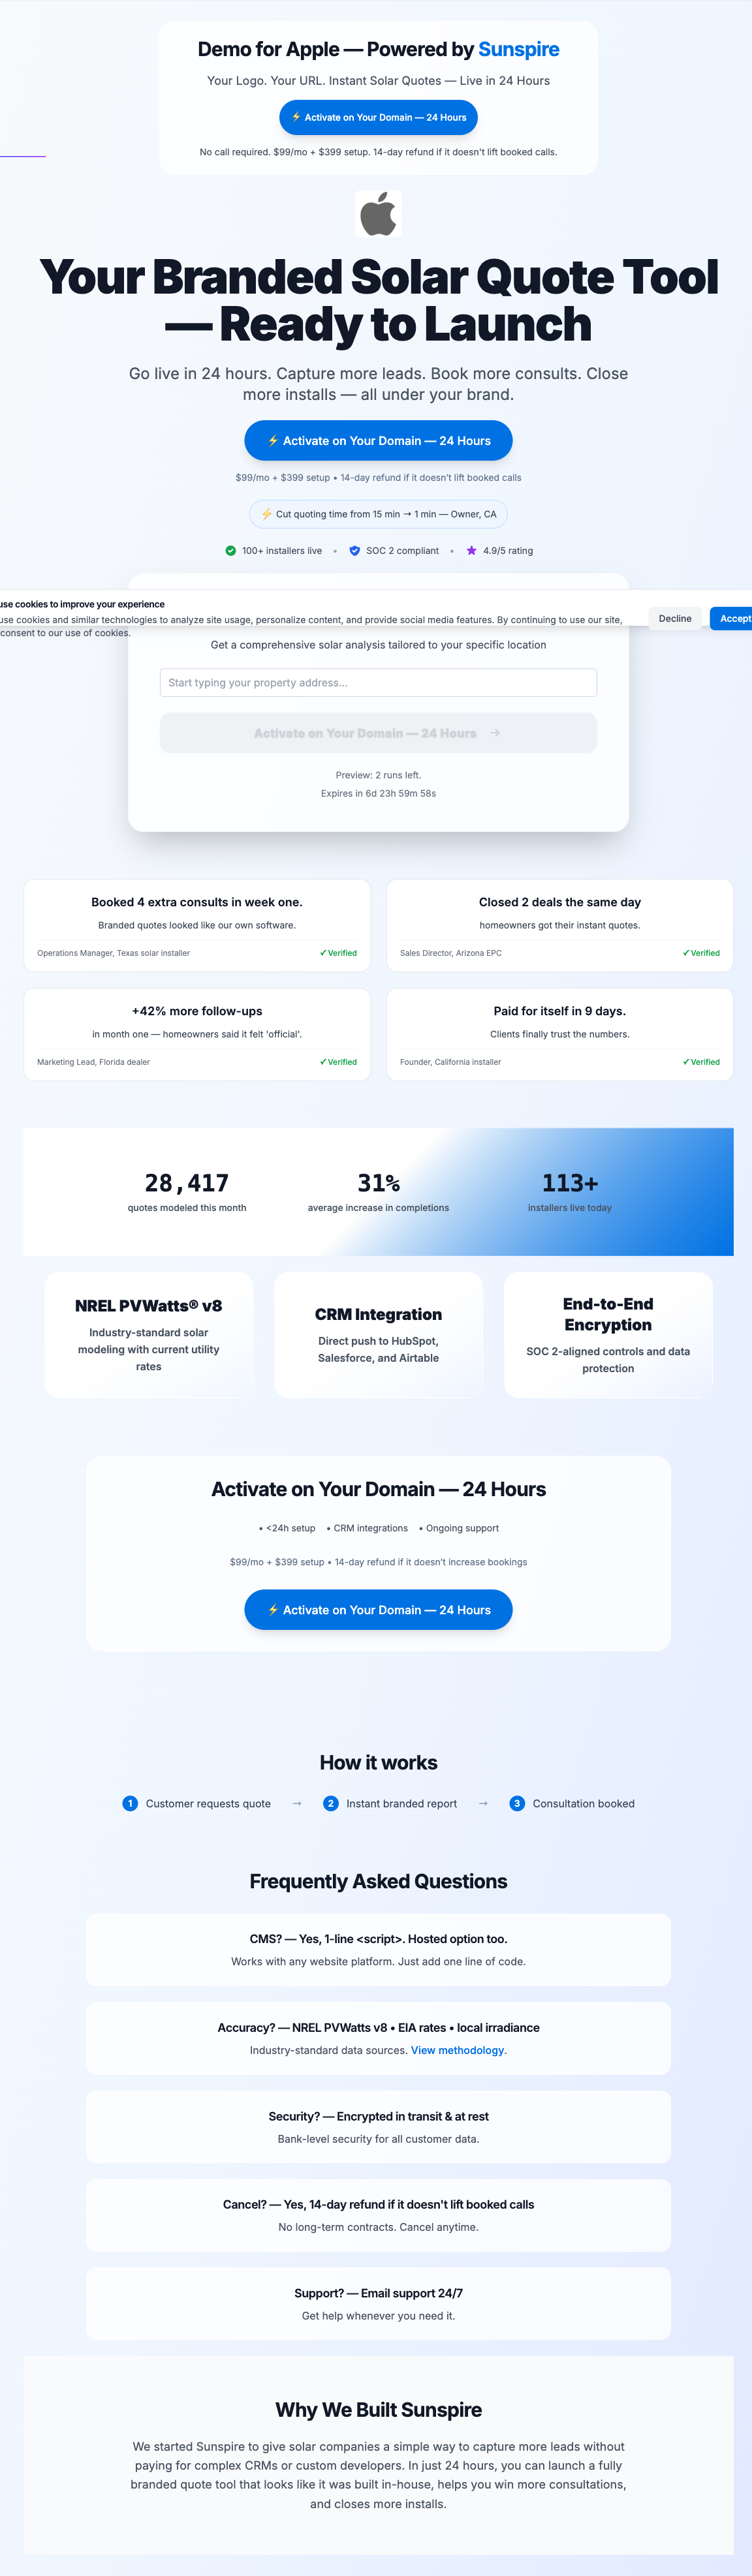 Demo for Apple — Powered by Sunspire
Your Logo. Your URL. Instant Solar Quotes — Live in 24 Hours
⚡ Activate on Your Domain — 24 Hours
No call required. $99/mo + $399 setup. 14-day refund if it doesn't lift booked calls.
Your Branded Solar Quote Tool
— Ready to Launch
Go live in 24 hours. Capture more leads. Book more consults. Close
more installs — all under your brand.
⚡ Activate on Your Domain — 24 Hours
$99/mo + $399 setup • 14-day refund if it doesn't lift booked calls
⚡ Cut quoting time from 15 min → 1 min — Owner, CA
100+ installers live • SOC 2 compliant • 4.9/5 rating
use cookies to improve your experience
use cookies and similar technologies to analyze site usage, personalize content, and provide social media features. By continuing to use our site,
consent to our use of cookies.
Decline
Accept
Get a comprehensive solar analysis tailored to your specific location
Start typing your property address...
Activate on Your Domain — 24 Hours →
Preview: 2 runs left.
Expires in 6d 23h 59m 58s
Booked 4 extra consults in week one.
Branded quotes looked like our own software.
Operations Manager, Texas solar installer ✓ Verified
Closed 2 deals the same day
homeowners got their instant quotes.
Sales Director, Arizona EPC ✓ Verified
+42% more follow-ups
in month one — homeowners said it felt 'official'.
Marketing Lead, Florida dealer ✓ Verified
Paid for itself in 9 days.
Clients finally trust the numbers.
Founder, California installer ✓ Verified
28,417
quotes modeled this month
31%
average increase in completions
113+
installers live today
NREL PVWatts® v8
Industry-standard solar
modeling with current utility
rates
CRM Integration
Direct push to HubSpot,
Salesforce, and Airtable
End-to-End
Encryption
SOC 2-aligned controls and data
protection
Activate on Your Domain — 24 Hours
• <24h setup • CRM integrations • Ongoing support
$99/mo + $399 setup • 14-day refund if it doesn't increase bookings
⚡ Activate on Your Domain — 24 Hours
How it works
1 Customer requests quote → 2 Instant branded report → 3 Consultation booked
Frequently Asked Questions
CMS? — Yes, 1-line <script>. Hosted option too.
Works with any website platform. Just add one line of code.
Accuracy? — NREL PVWatts v8 • EIA rates • local irradiance
Industry-standard data sources. View methodology.
Security? — Encrypted in transit & at rest
Bank-level security for all customer data.
Cancel? — Yes, 14-day refund if it doesn't lift booked calls
No long-term contracts. Cancel anytime.
Support? — Email support 24/7
Get help whenever you need it.
Why We Built Sunspire
We started Sunspire to give solar companies a simple way to capture more leads without
paying for complex CRMs or custom developers. In just 24 hours, you can launch a fully
branded quote tool that looks like it was built in-house, helps you win more consultations,
and closes more installs.